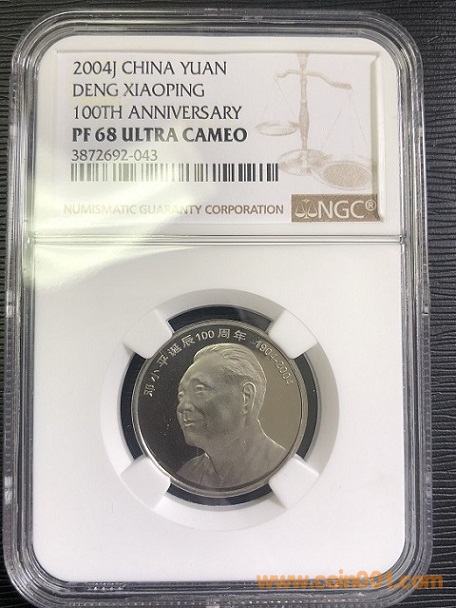 2004J CHINA YUAN
DENG XIAOPING
100TH ANNIVERSARY
PF 68 ULTRA CAMEO
3872692-043
NUMISMATIC GUARANTY CORPORATION
NGC®
邓小平诞辰100周年 1904-2004
www.coin001.com